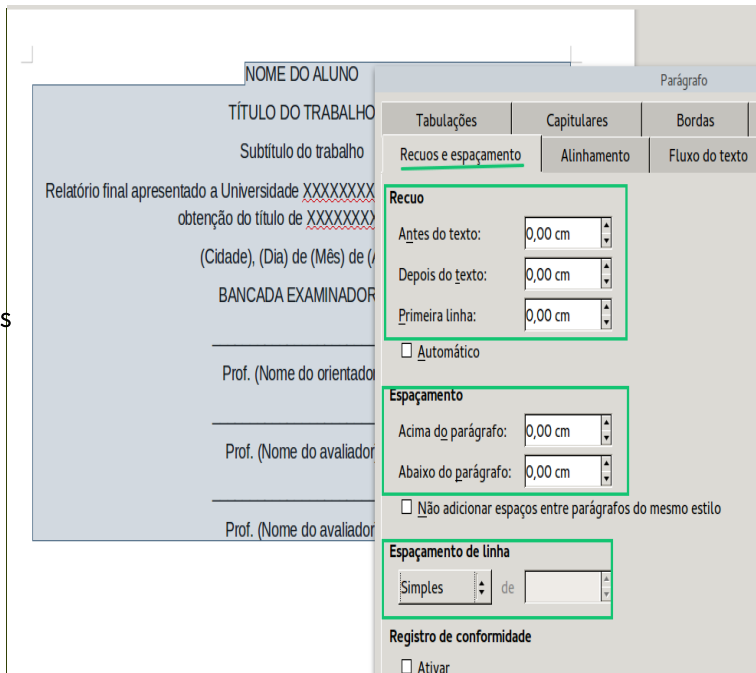 NOME DO ALUNO
TÍTULO DO TRABALHO
Subtítulo do trabalho
Relatório final apresentado a Universidade XXXXXXXX
obtenção do título de XXXXXXXX
(Cidade), (Dia) de (Mês) de (
BANCADA EXAMINADOR
Prof. (Nome do orientador
Prof. (Nome do avaliador
Prof. (Nome do avaliador
s
Parágrafo
Tabulações Capitulares Bordas
Recuos e espaçamento Alinhamento Fluxo do texto
Recuo
Antes do texto: 0,00 cm
Depois do texto: 0,00 cm
Primeira linha: 0,00 cm
Automático
Espaçamento
Acima do parágrafo: 0,00 cm
Abaixo do parágrafo: 0,00 cm
Não adicionar espaços entre parágrafos do mesmo estilo
Espaçamento de linha
Simples de
Registro de conformidade
Ativar